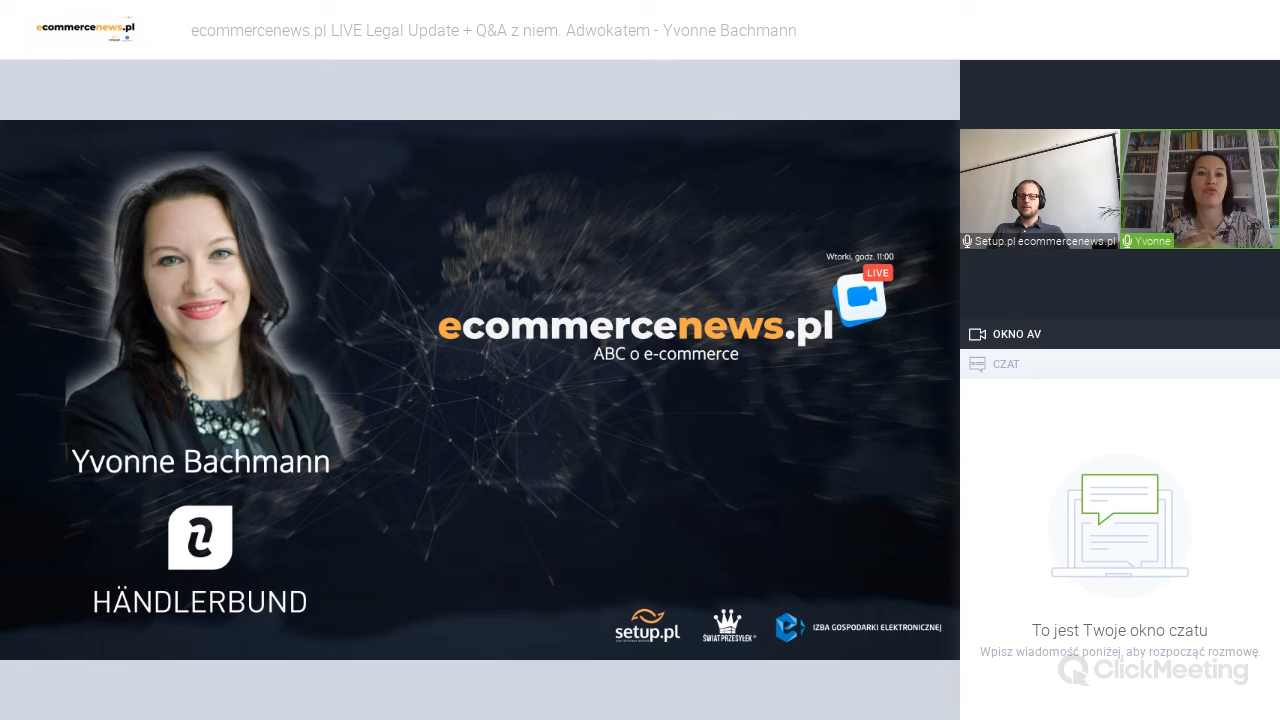 ecommercenews.pl
ecommercenews.pl LIVE Legal Update + Q&A z niem. Adwokatem - Yvonne Bachmann
Wtorki, godz. 11:00
LIVE
ecommercenews.pl
ABC o e-commerce
Yvonne Bachmann
HÄNDLERBUND
setup.pl
ŚWIAT PRZESYŁEK
IZBA GOSPODARKI ELEKTRONICZNEJ
Setup.pl ecommercenews.pl
Yvonne
OKNO AV
CZAT
To jest Twoje okno czatu
Wpisz wiadomość poniżej, aby rozpocząć rozmowę.
ClickMeeting